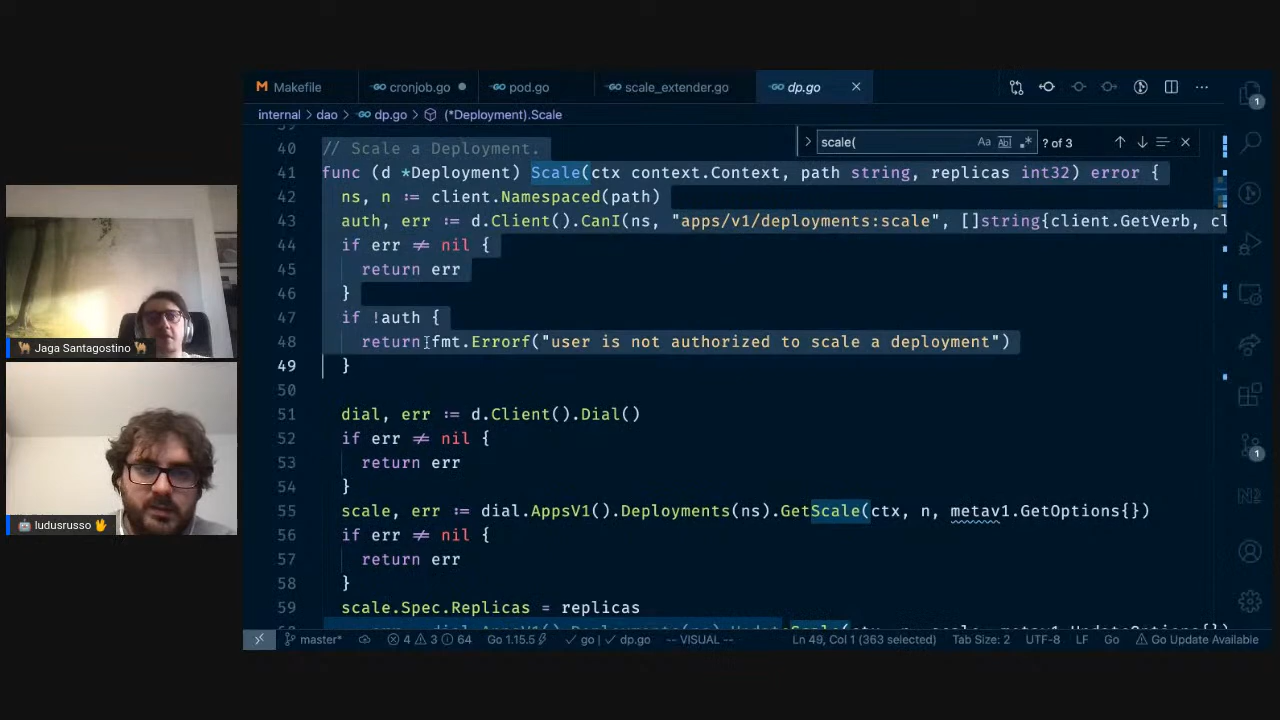 Makefile cronjob.go pod.go scale_extender.go dp.go
internal dao dp.go (*Deployment).Scale
scale( Aa Abl ? of 3
1
40 // Scale a Deployment.
41 func (d *Deployment) Scale(ctx context.Context, path string, replicas int32) error {
42 ns, n := client.Namespaced(path)
43 auth, err := d.Client().CanI(ns, "apps/v1/deployments:scale", []string{client.GetVerb, cl
44 if err ≠ nil {
45 return err
46 }
47 if !auth {
48 return fmt.Errorf("user is not authorized to scale a deployment")
49 }
50
51 dial, err := d.Client().Dial()
52 if err ≠ nil {
53 return err
54 }
55 scale, err := dial.AppsV1().Deployments(ns).GetScale(ctx, n, metav1.GetOptions{})
56 if err ≠ nil {
57 return err
58 }
59 scale.Spec.Replicas = replicas
1
N2
master* 4 3 64 Go 1.15.5 go dp.go -- VISUAL -- Ln 49, Col 1 (363 selected) Tab Size: 2 UTF-8 LF Go Go Update Available
🐫 Jaga Santagostino 🐫
🤖 ludusrusso 🖖